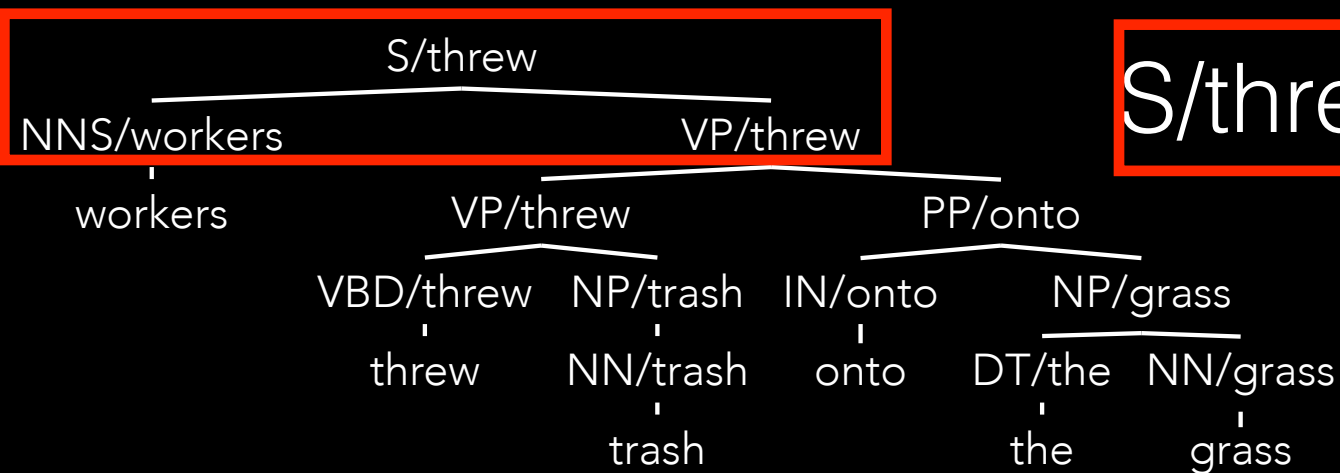 S/threw
NNS/workers VP/threw
workers VP/threw PP/onto
VBD/threw NP/trash IN/onto NP/grass
threw NN/trash onto DT/the NN/grass
trash the grass
S/thre